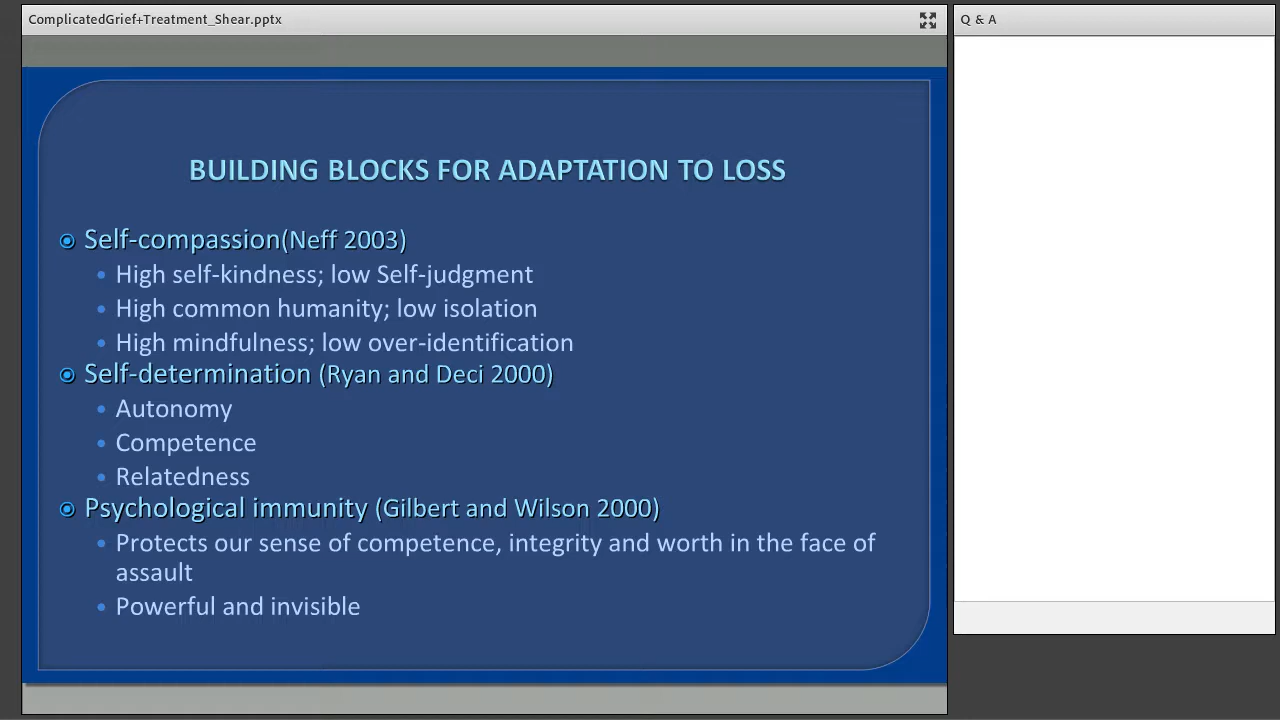 ComplicatedGrief+Treatment_Shear.pptx
Q & A
BUILDING BLOCKS FOR ADAPTATION TO LOSS
Self-compassion(Neff 2003)
High self-kindness; low Self-judgment
High common humanity; low isolation
High mindfulness; low over-identification
Self-determination (Ryan and Deci 2000)
Autonomy
Competence
Relatedness
Psychological immunity (Gilbert and Wilson 2000)
Protects our sense of competence, integrity and worth in the face of
assault
Powerful and invisible